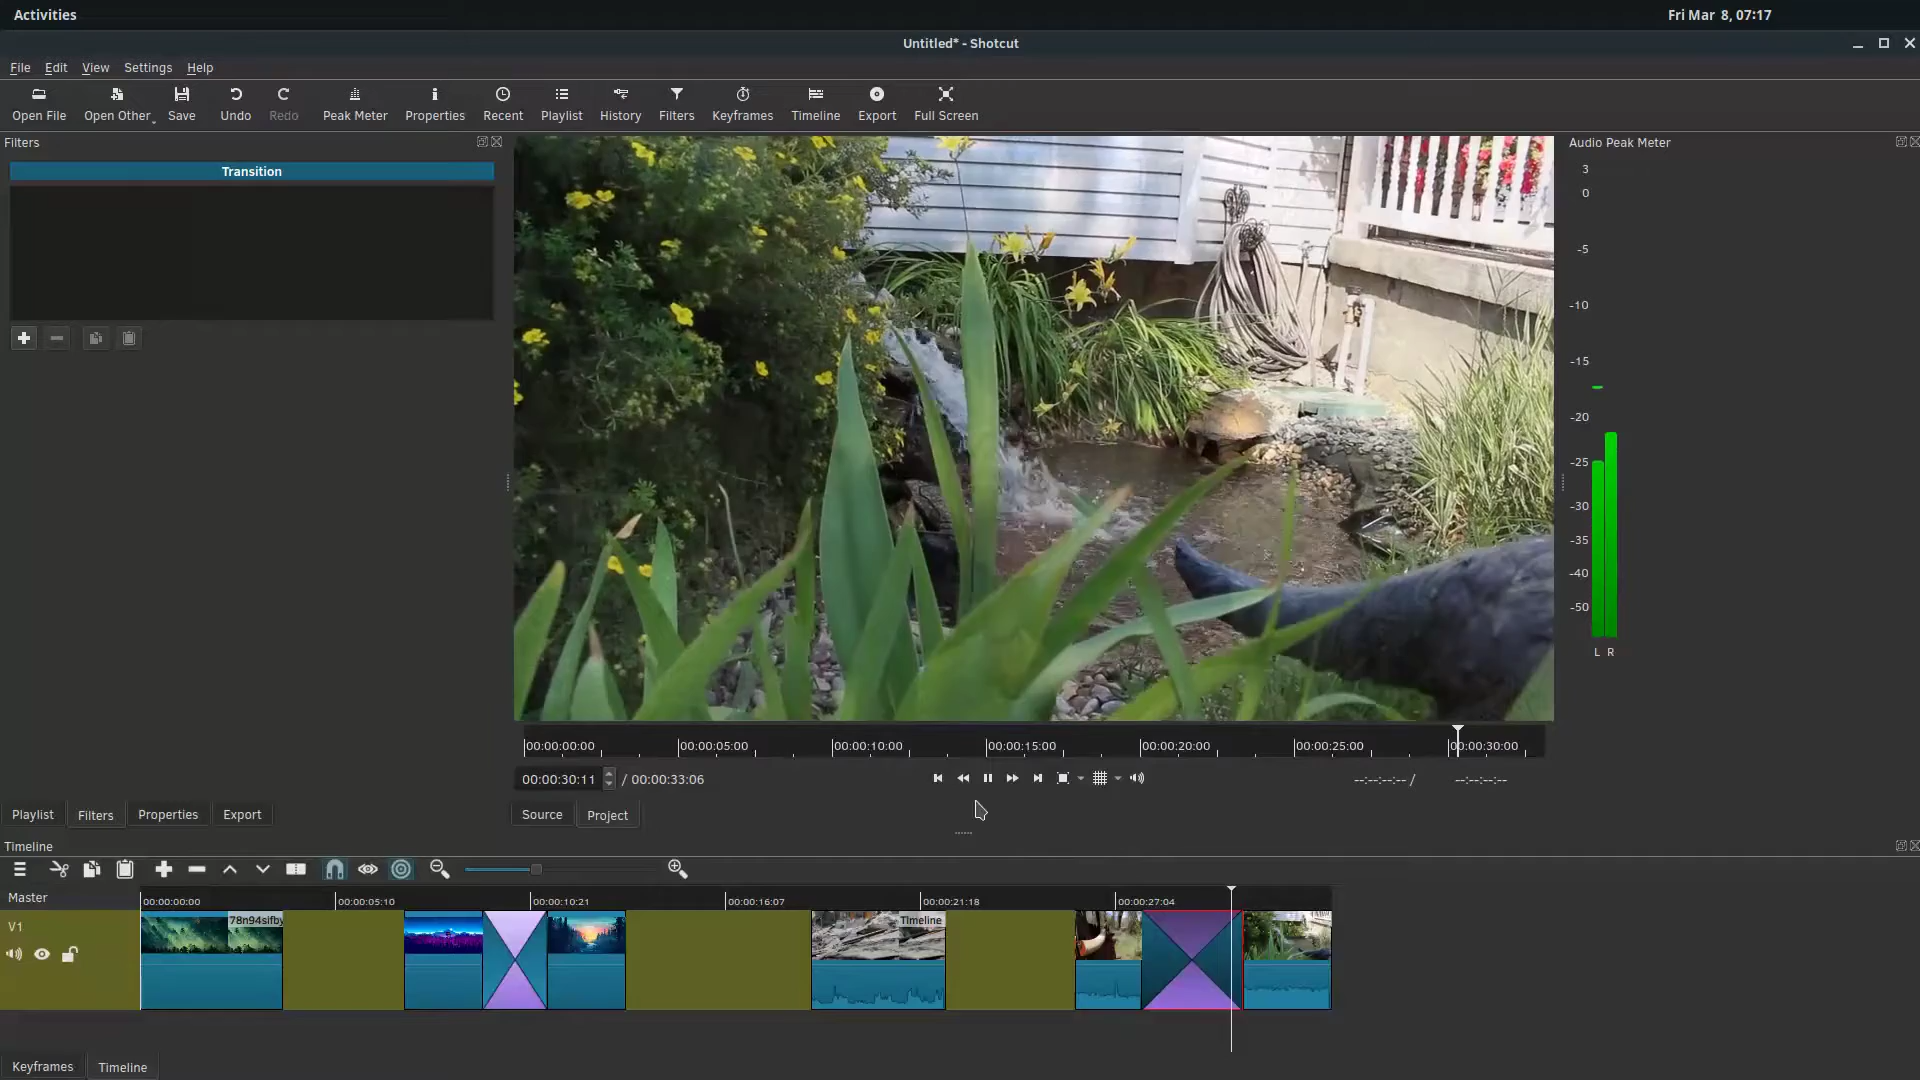 Activities
Fri Mar 8, 07:17
Untitled* - Shotcut
File Edit View Settings Help
Open File Open Other Save Undo Redo Peak Meter Properties Recent Playlist History Filters Keyframes Timeline Export Full Screen
Filters
Audio Peak Meter
Transition
3
0
-5
-10
-15
-20
-25
-30
-35
-40
-50
L R
00:00:00:00 00:00:05:00 00:00:10:00 00:00:15:00 00:00:20:00 00:00:25:00 00:00:30:00
00:00:30:11 / 00:00:33:06
--:--:--:-- / --:--:--:--
Playlist Filters Properties Export
Source Project
Timeline
Master
00:00:00:00 00:00:05:10 00:00:10:21 00:00:16:07 00:00:21:18 00:00:27:04
V1
78n94sifby
Timeline
Keyframes Timeline